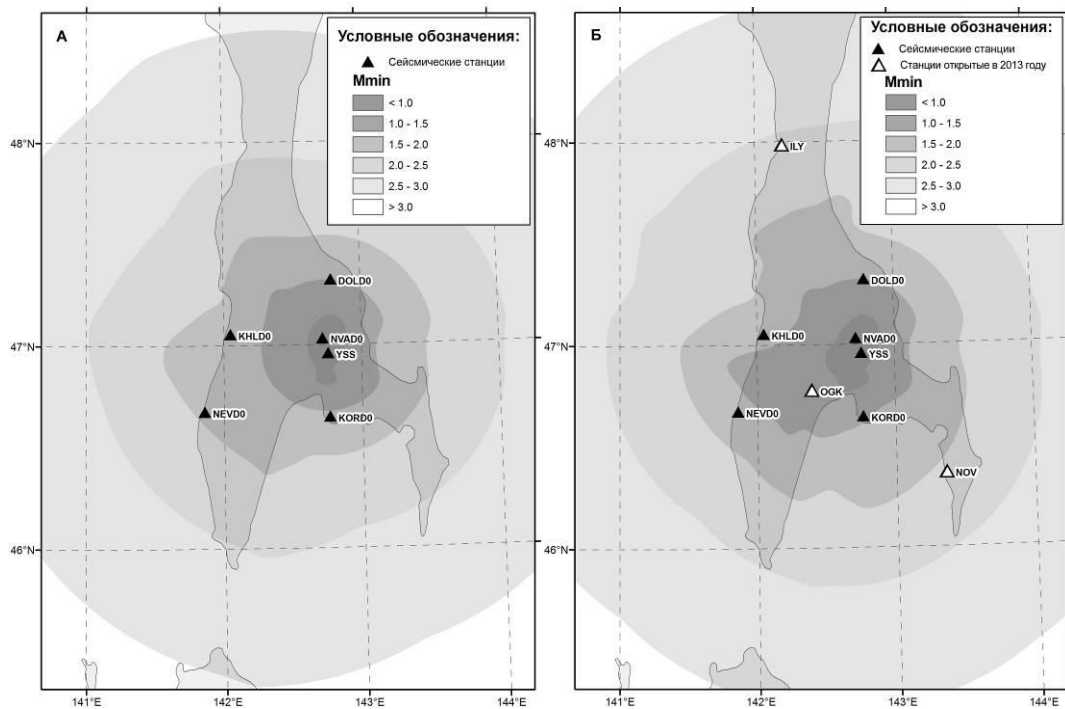 А
Условные обозначения:
Сейсмические станции
Mmin
< 1.0
1.0 - 1.5
1.5 - 2.0
2.0 - 2.5
2.5 - 3.0
> 3.0
48°N
47°N
46°N
DOLD0
KHLD0
NVAD0
YSS
NEVD0
KORD0
141°E
142°E
143°E
144°E
Б
Условные обозначения:
Сейсмические станции
Станции открытые в 2013 году
Mmin
< 1.0
1.0 - 1.5
1.5 - 2.0
2.0 - 2.5
2.5 - 3.0
> 3.0
48°N
47°N
46°N
ILY
DOLD0
KHLD0
NVAD0
YSS
OGK
NEVD0
KORD0
NOV
141°E
142°E
143°E
144°E